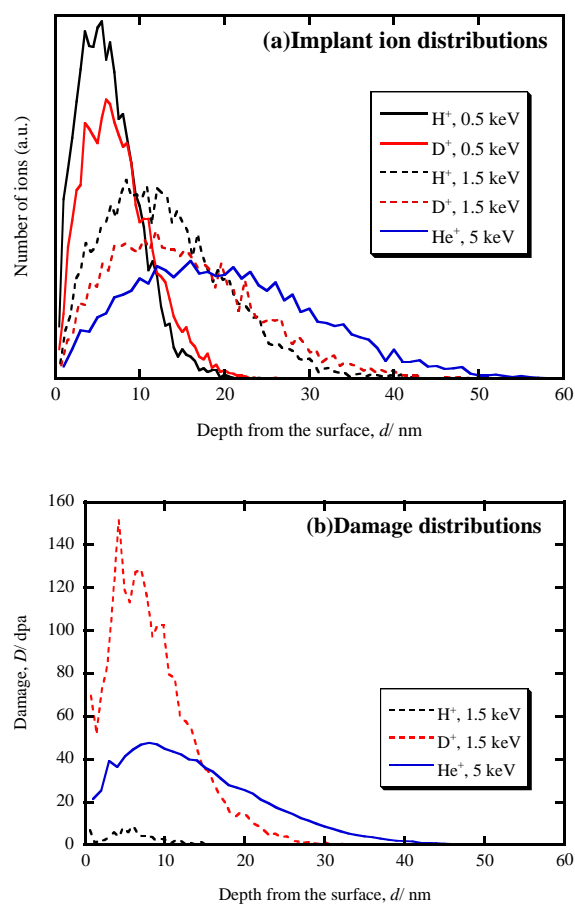 (a)Implant ion distributions
Number of ions (a.u.)
H⁺, 0.5 keV
D⁺, 0.5 keV
H⁺, 1.5 keV
D⁺, 1.5 keV
He⁺, 5 keV
0 10 20 30 40 50 60
Depth from the surface, d/ nm
(b)Damage distributions
Damage, D/ dpa
160
140
120
100
80
60
40
20
0
H⁺, 1.5 keV
D⁺, 1.5 keV
He⁺, 5 keV
0 10 20 30 40 50 60
Depth from the surface, d/ nm